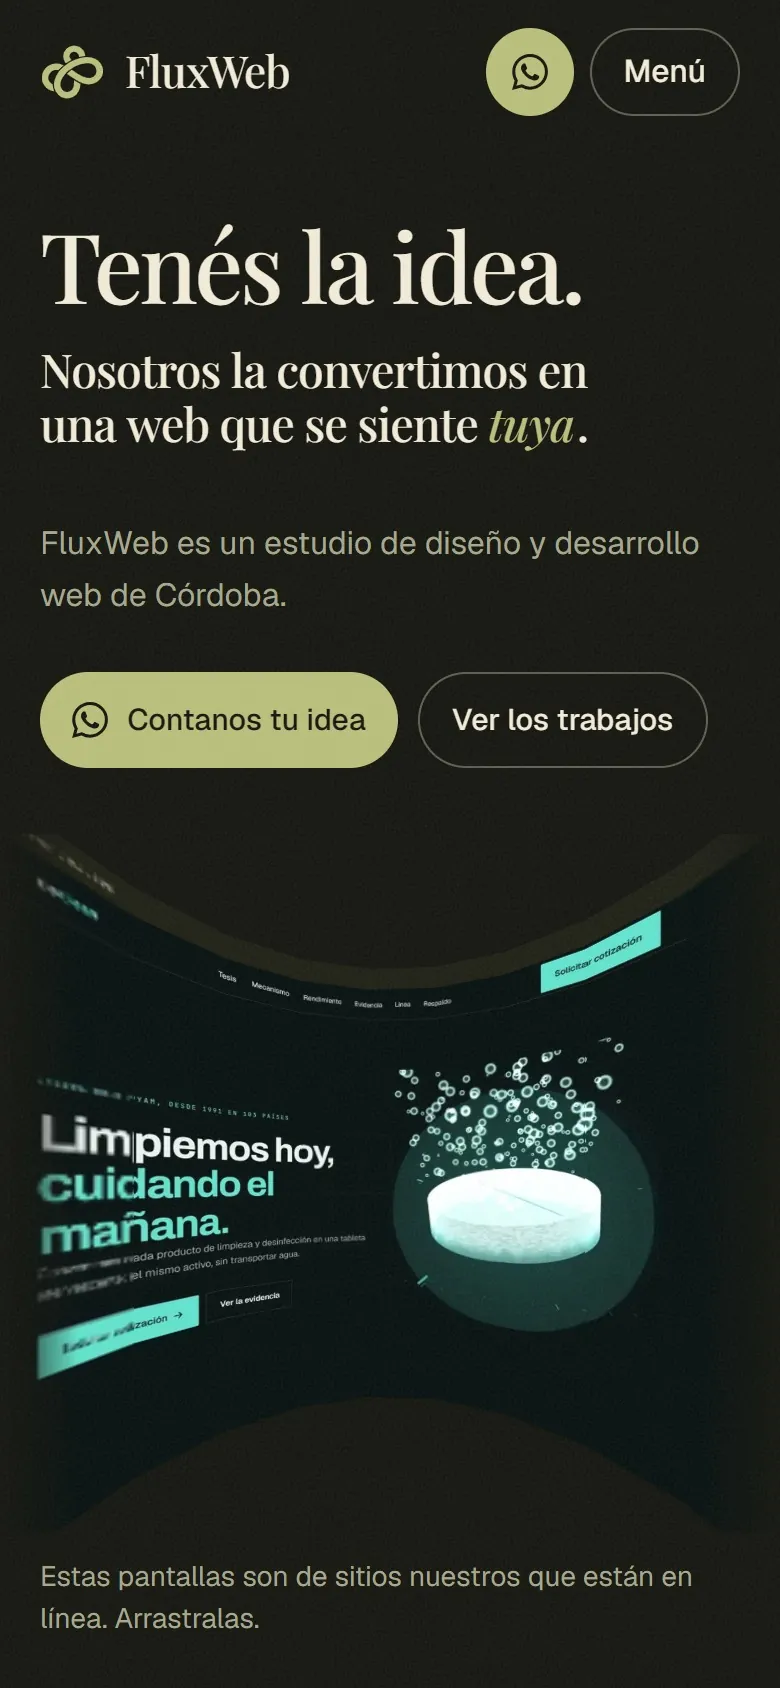 FluxWeb
Menú
Tenés la idea.
Nosotros la convertimos en
una web que se siente tuya.
FluxWeb es un estudio de diseño y desarrollo
web de Córdoba.
Contanos tu idea
Ver los trabajos
Solicitar cotización
Tesis Mecanismo Rendimiento Evidencia Línea Respaldo
DESDE 1991 EN 103 PAÍSES
Limpiemos hoy,
cuidando el
mañana.
producto de limpieza y desinfección en una tableta
el mismo activo, sin transportar agua.
Ver la evidencia
Estas pantallas son de sitios nuestros que están en
línea. Arrastralas.